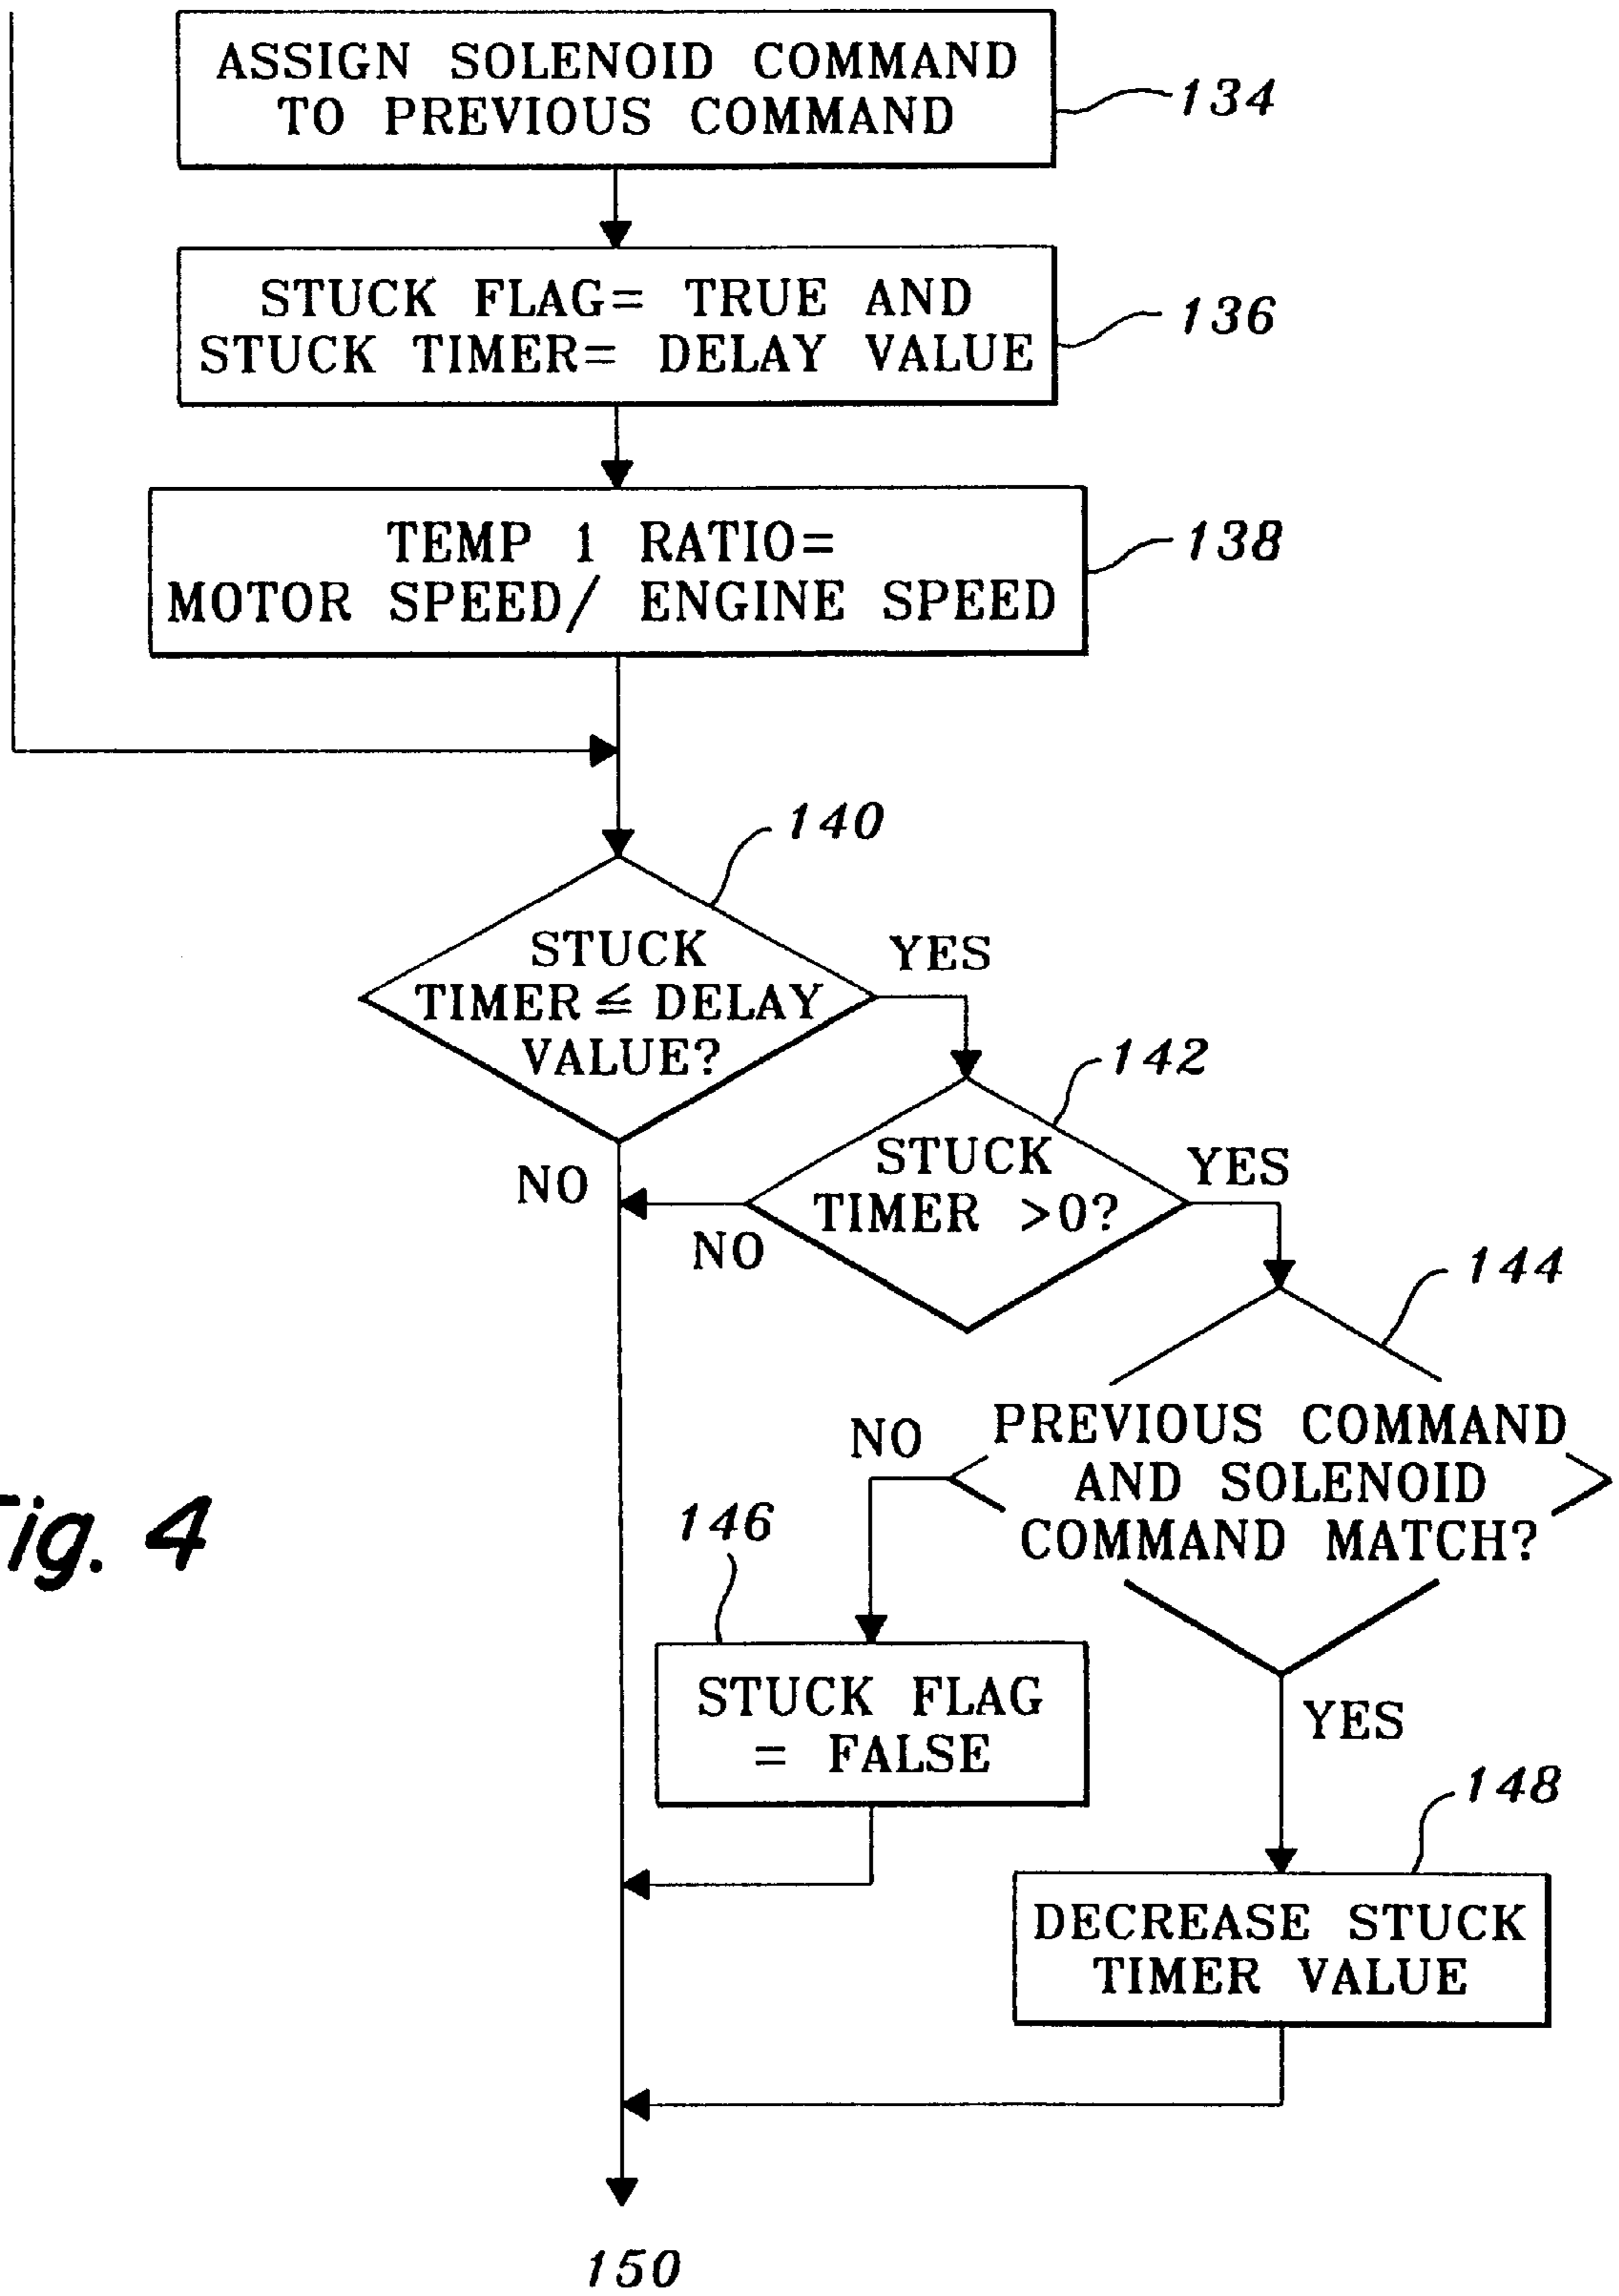 ASSIGN SOLENOID COMMAND
TO PREVIOUS COMMAND
134
STUCK FLAG= TRUE AND
STUCK TIMER= DELAY VALUE
136
TEMP 1 RATIO=
MOTOR SPEED/ ENGINE SPEED
138
140
STUCK
TIMER ≤ DELAY
VALUE?
YES
NO
142
STUCK
TIMER >0?
YES
NO
144
PREVIOUS COMMAND
AND SOLENOID
COMMAND MATCH?
NO
YES
146
STUCK FLAG
= FALSE
148
DECREASE STUCK
TIMER VALUE
Fig. 4
150